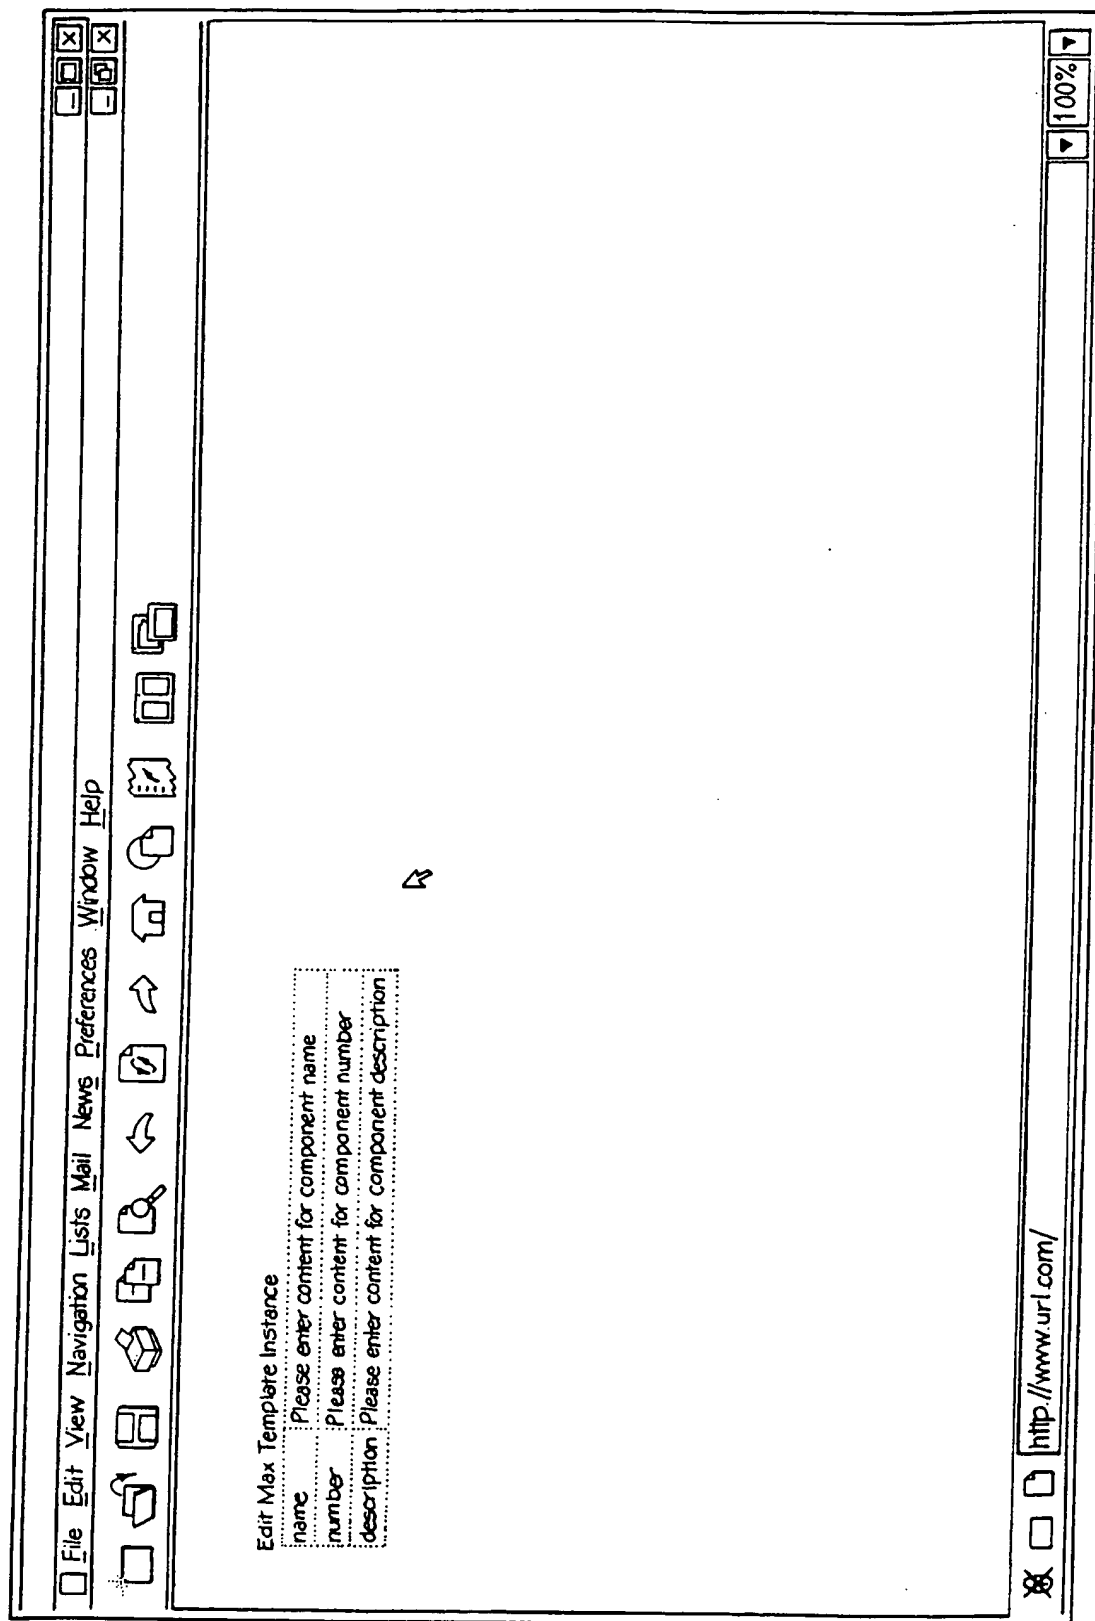 File Edit View Navigation Lists Mail News Preferences Window Help
Edit Max Template Instance
name Please enter content for component name
number Please enter content for component number
description Please enter content for component description
http://www.url.com/ 100%